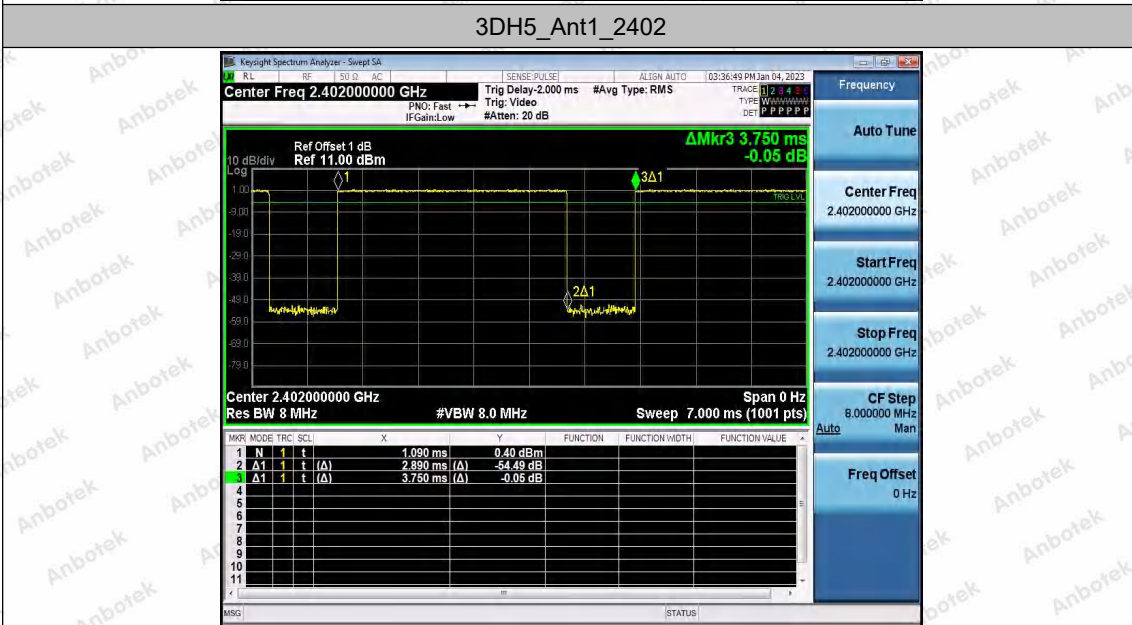 3DH5_Ant1_2402
Keysight Spectrum Analyzer - Swept SA
RL RF 50 Ω AC SENSE:PULSE ALIGN AUTO 03:36:49 PM Jan 04, 2023
Center Freq 2.402000000 GHz
PNO: Fast
IFGain:Low
Trig Delay-2.000 ms
Trig: Video
#Atten: 20 dB
#Avg Type: RMS
TRACE 1 2 3 4 5 6
TYPE WWWWWW
DET P P P P P P
Frequency
Auto Tune
Center Freq
2.402000000 GHz
Start Freq
2.402000000 GHz
Stop Freq
2.402000000 GHz
CF Step
8.000000 MHz
Auto Man
Freq Offset
0 Hz
ΔMkr3 3.750 ms
-0.05 dB
Ref Offset 1 dB
10 dB/div Ref 11.00 dBm
Log
1
3Δ1
TRIG LVL
2Δ1
1.00
-9.00
-19.0
-29.0
-39.0
-49.0
-59.0
-69.0
-79.0
Center 2.402000000 GHz Span 0 Hz
Res BW 8 MHz #VBW 8.0 MHz Sweep 7.000 ms (1001 pts)
MKR MODE TRC SCL X Y FUNCTION FUNCTION WIDTH FUNCTION VALUE
1 N 1 t 1.090 ms 0.40 dBm
2 Δ1 1 t (Δ) 2.890 ms (Δ) -54.49 dB
3 Δ1 1 t (Δ) 3.750 ms (Δ) -0.05 dB
4
5
6
7
8
9
10
11
MSG STATUS
Anbotek